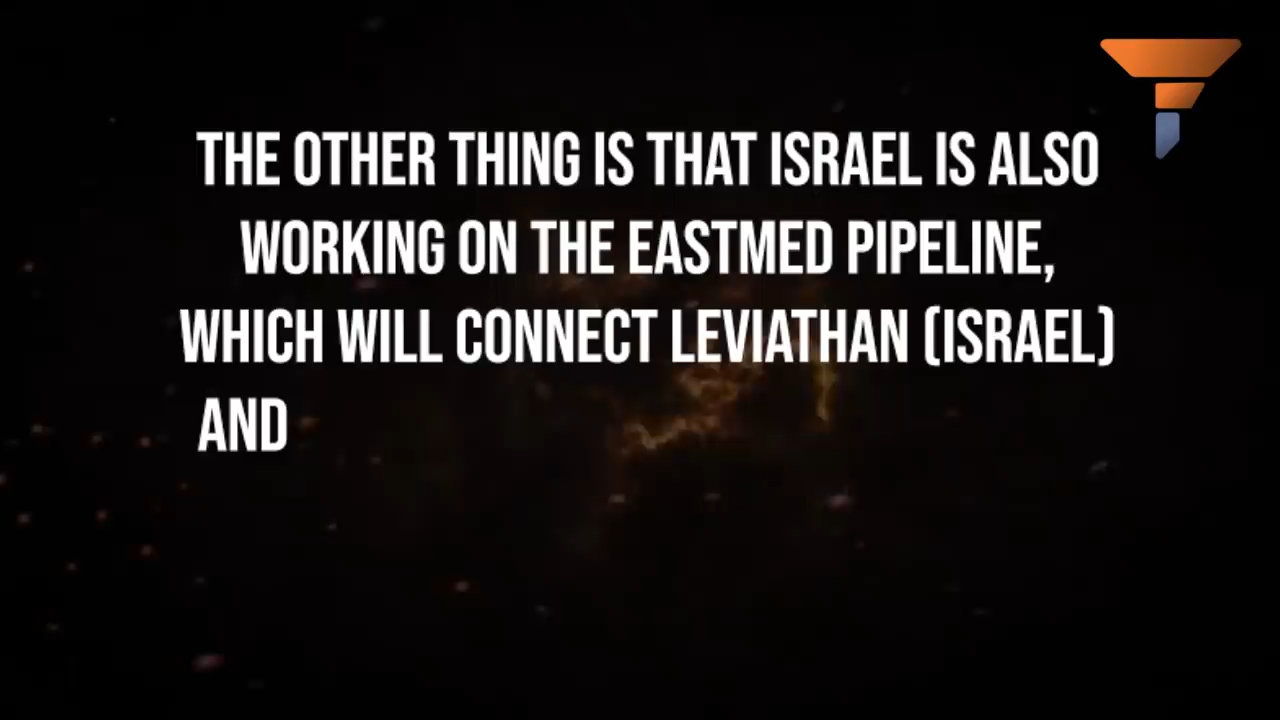 THE OTHER THING IS THAT ISRAEL IS ALSO
WORKING ON THE EASTMED PIPELINE,
WHICH WILL CONNECT LEVIATHAN (ISRAEL)
AND